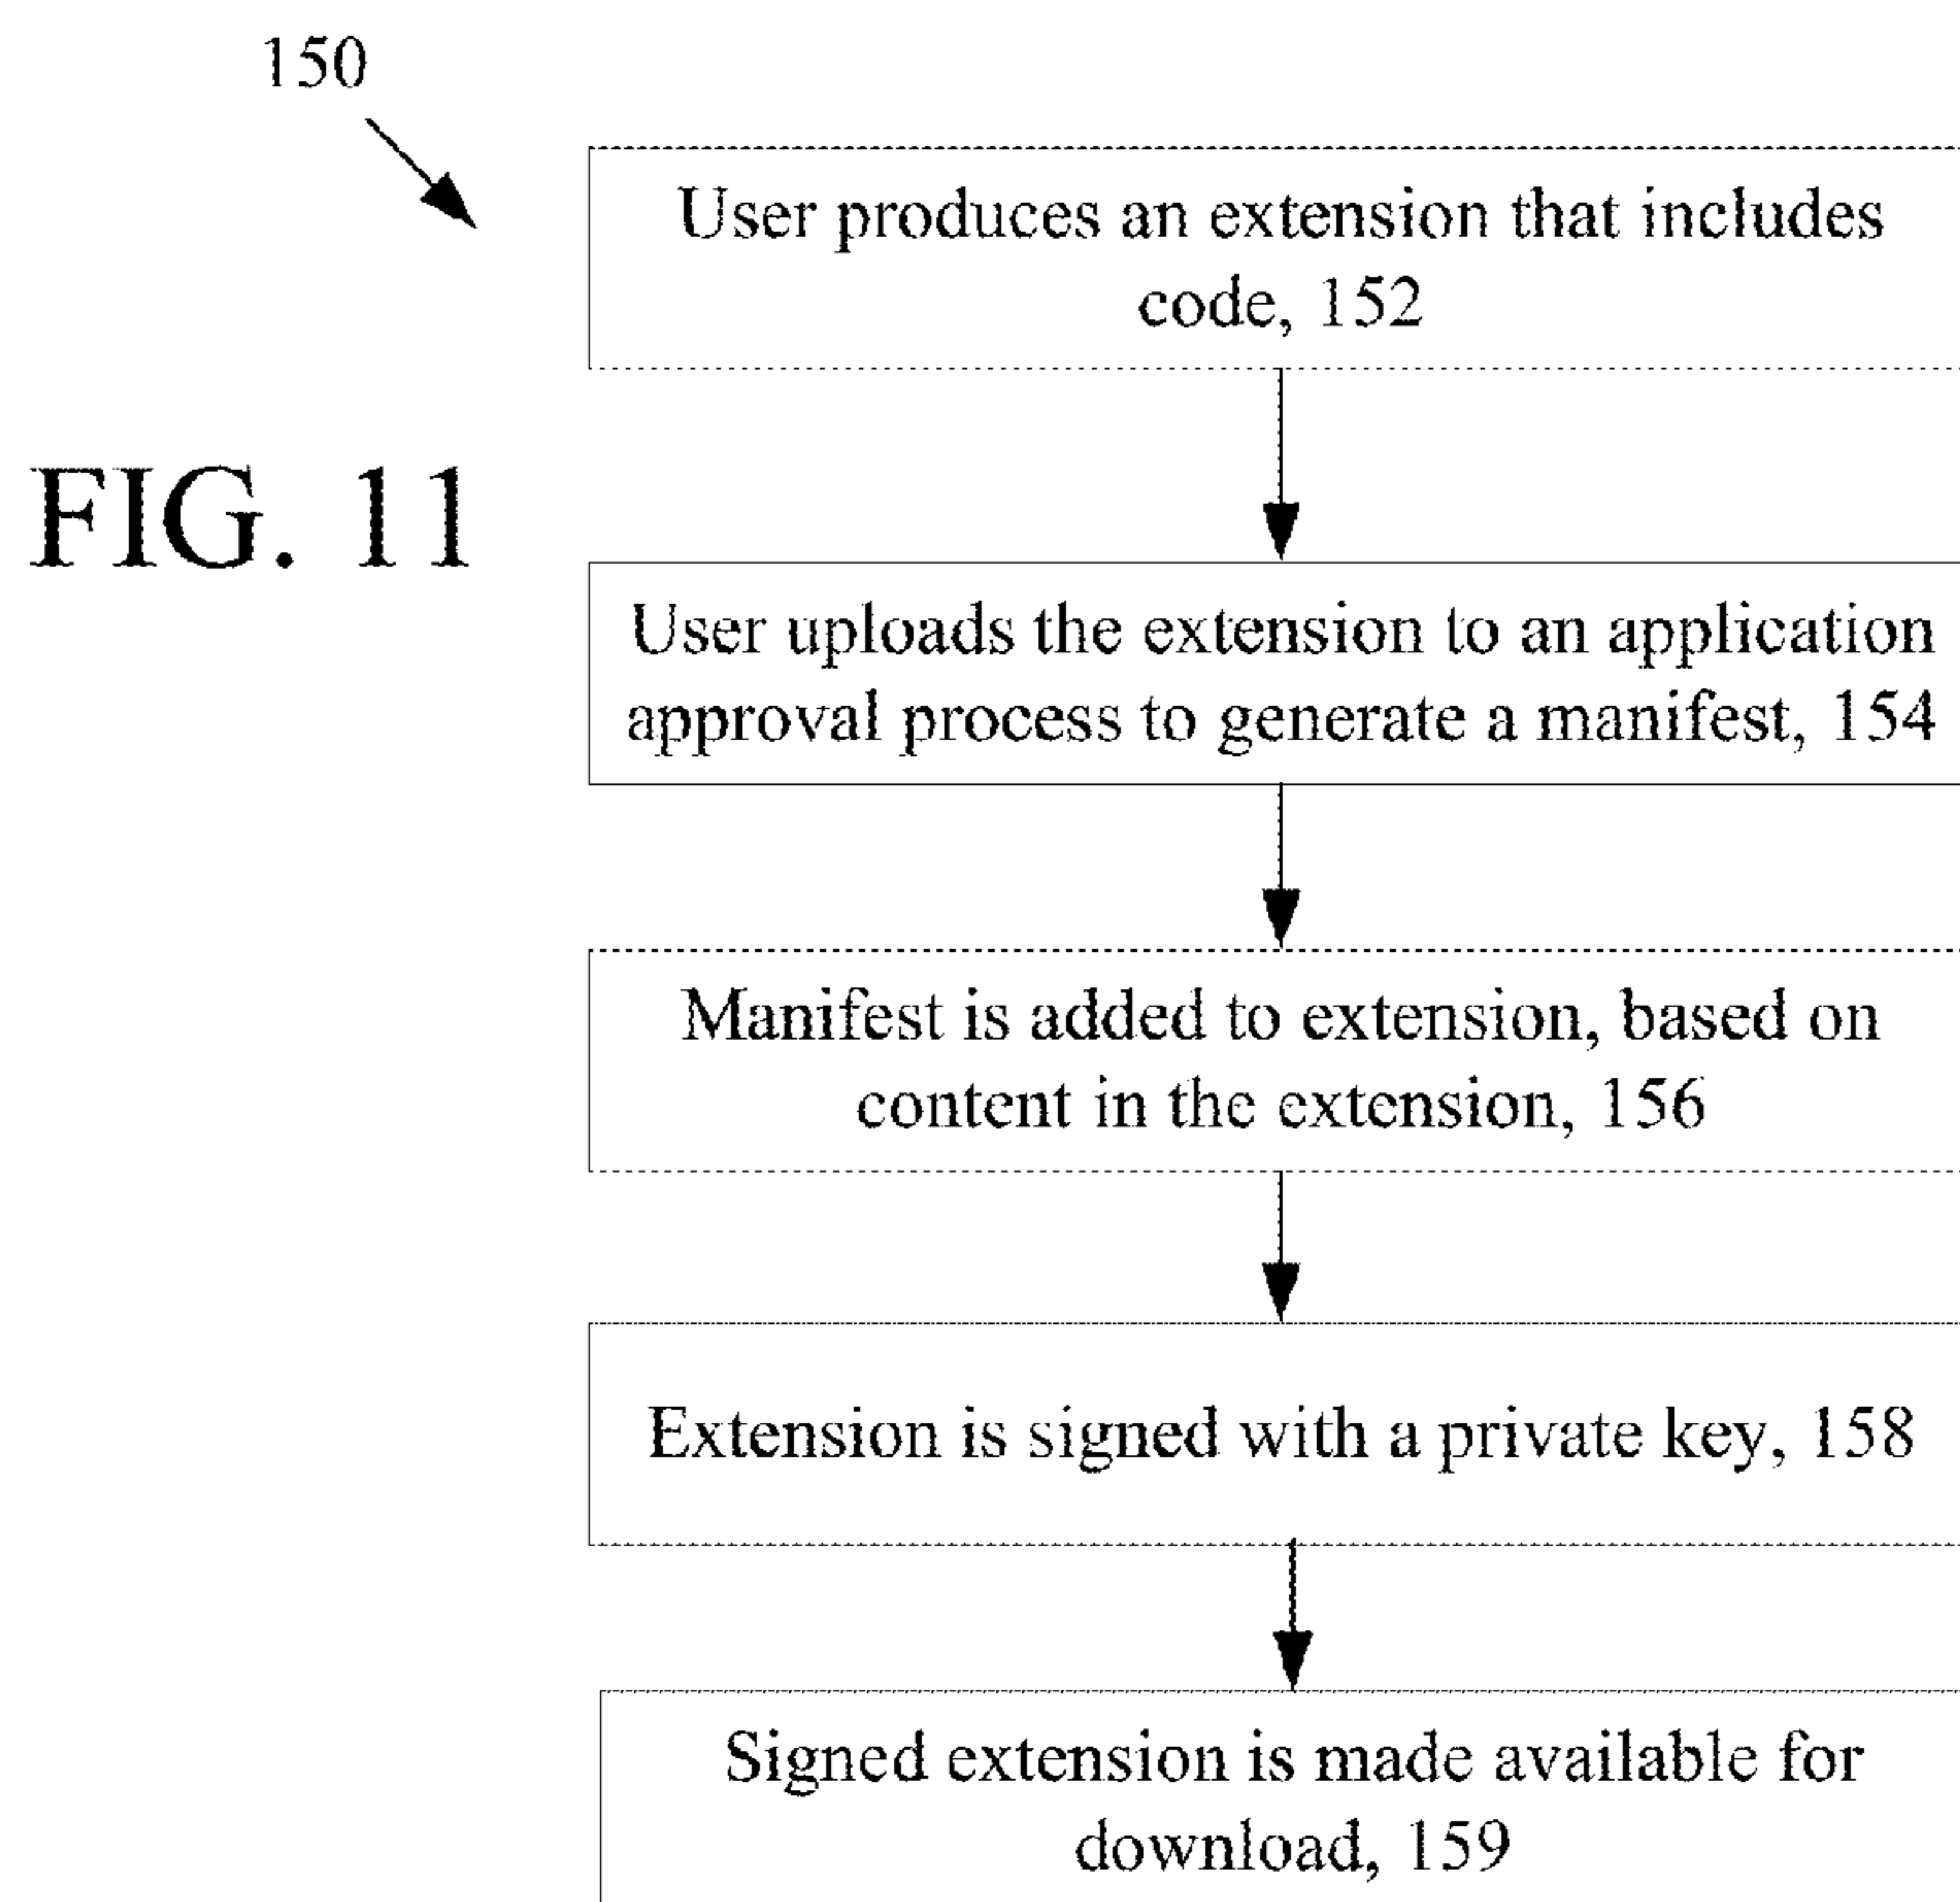 150
User produces an extension that includes
code, 152
FIG. 11
User uploads the extension to an application
approval process to generate a manifest, 154
Manifest is added to extension, based on
content in the extension, 156
Extension is signed with a private key, 158
Signed extension is made available for
download, 159